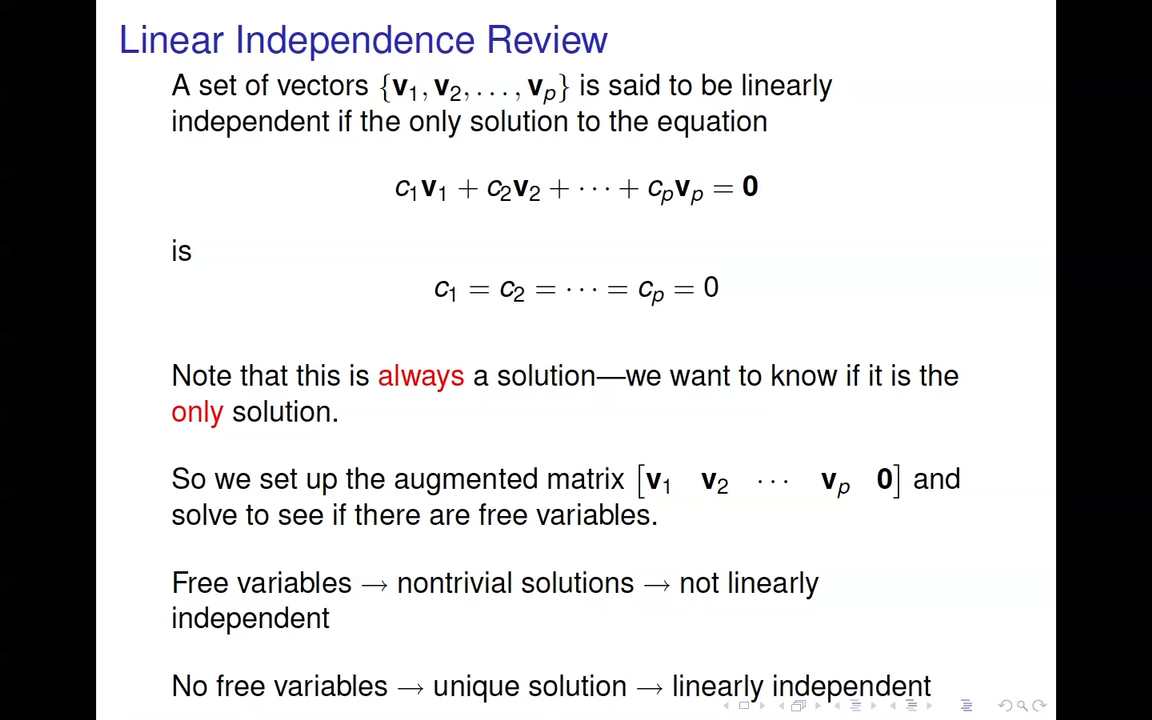 Linear Independence Review
A set of vectors {v₁, v₂, . . . , vₚ} is said to be linearly
independent if the only solution to the equation
c₁v₁ + c₂v₂ + · · · + cₚvₚ = 0
is
c₁ = c₂ = · · · = cₚ = 0
Note that this is always a solution—we want to know if it is the
only solution.
So we set up the augmented matrix [v₁ v₂ · · · vₚ 0] and
solve to see if there are free variables.
Free variables → nontrivial solutions → not linearly
independent
No free variables → unique solution → linearly independent